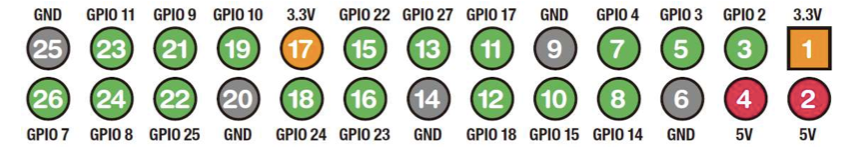 GND GPIO 11 GPIO 9 GPIO 10 3.3V GPIO 22 GPIO 27 GPIO 17 GND GPIO 4 GPIO 3 GPIO 2 3.3V
25 23 21 19 17 15 13 11 9 7 5 3 1
26 24 22 20 18 16 14 12 10 8 6 4 2
GPIO 7 GPIO 8 GPIO 25 GND GPIO 24 GPIO 23 GND GPIO 18 GPIO 15 GPIO 14 GND 5V 5V